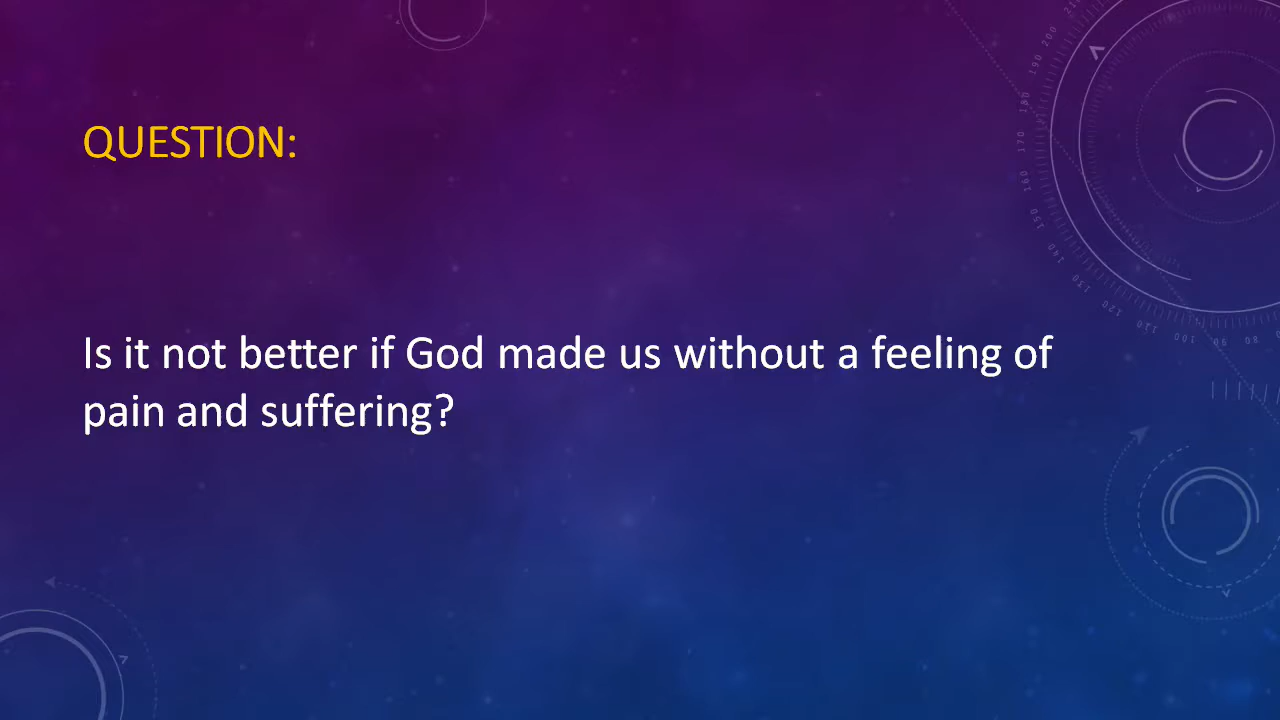 QUESTION:
Is it not better if God made us without a feeling of
pain and suffering?